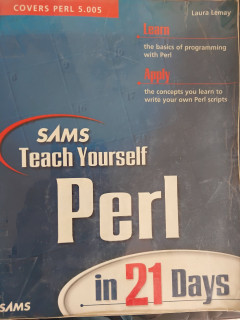 COVERS PERL 5.005
Laura Lemay
Learn
the basics of programming
with Perl
Apply
the concepts you learn to
write your own Perl scripts
SAMS
Teach Yourself
Perl
in 21 Days
SAMS